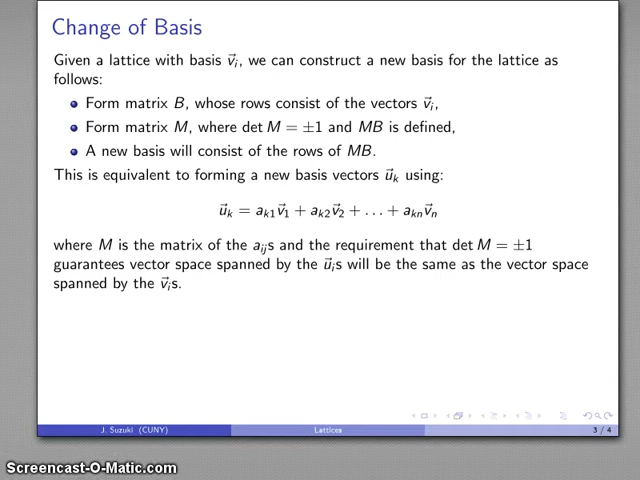 Change of Basis
Given a lattice with basis v⃗ᵢ, we can construct a new basis for the lattice as
follows:
Form matrix B, whose rows consist of the vectors v⃗ᵢ,
Form matrix M, where det M = ±1 and MB is defined,
A new basis will consist of the rows of MB.
This is equivalent to forming a new basis vectors u⃗ₖ using:
u⃗ₖ = aₖ₁v⃗₁ + aₖ₂v⃗₂ + . . . + aₖₙv⃗ₙ
where M is the matrix of the aᵢⱼs and the requirement that det M = ±1
guarantees vector space spanned by the u⃗ᵢs will be the same as the vector space
spanned by the v⃗ᵢs.
J. Suzuki (CUNY) Lattices 3 / 4
Screencast-O-Matic.com